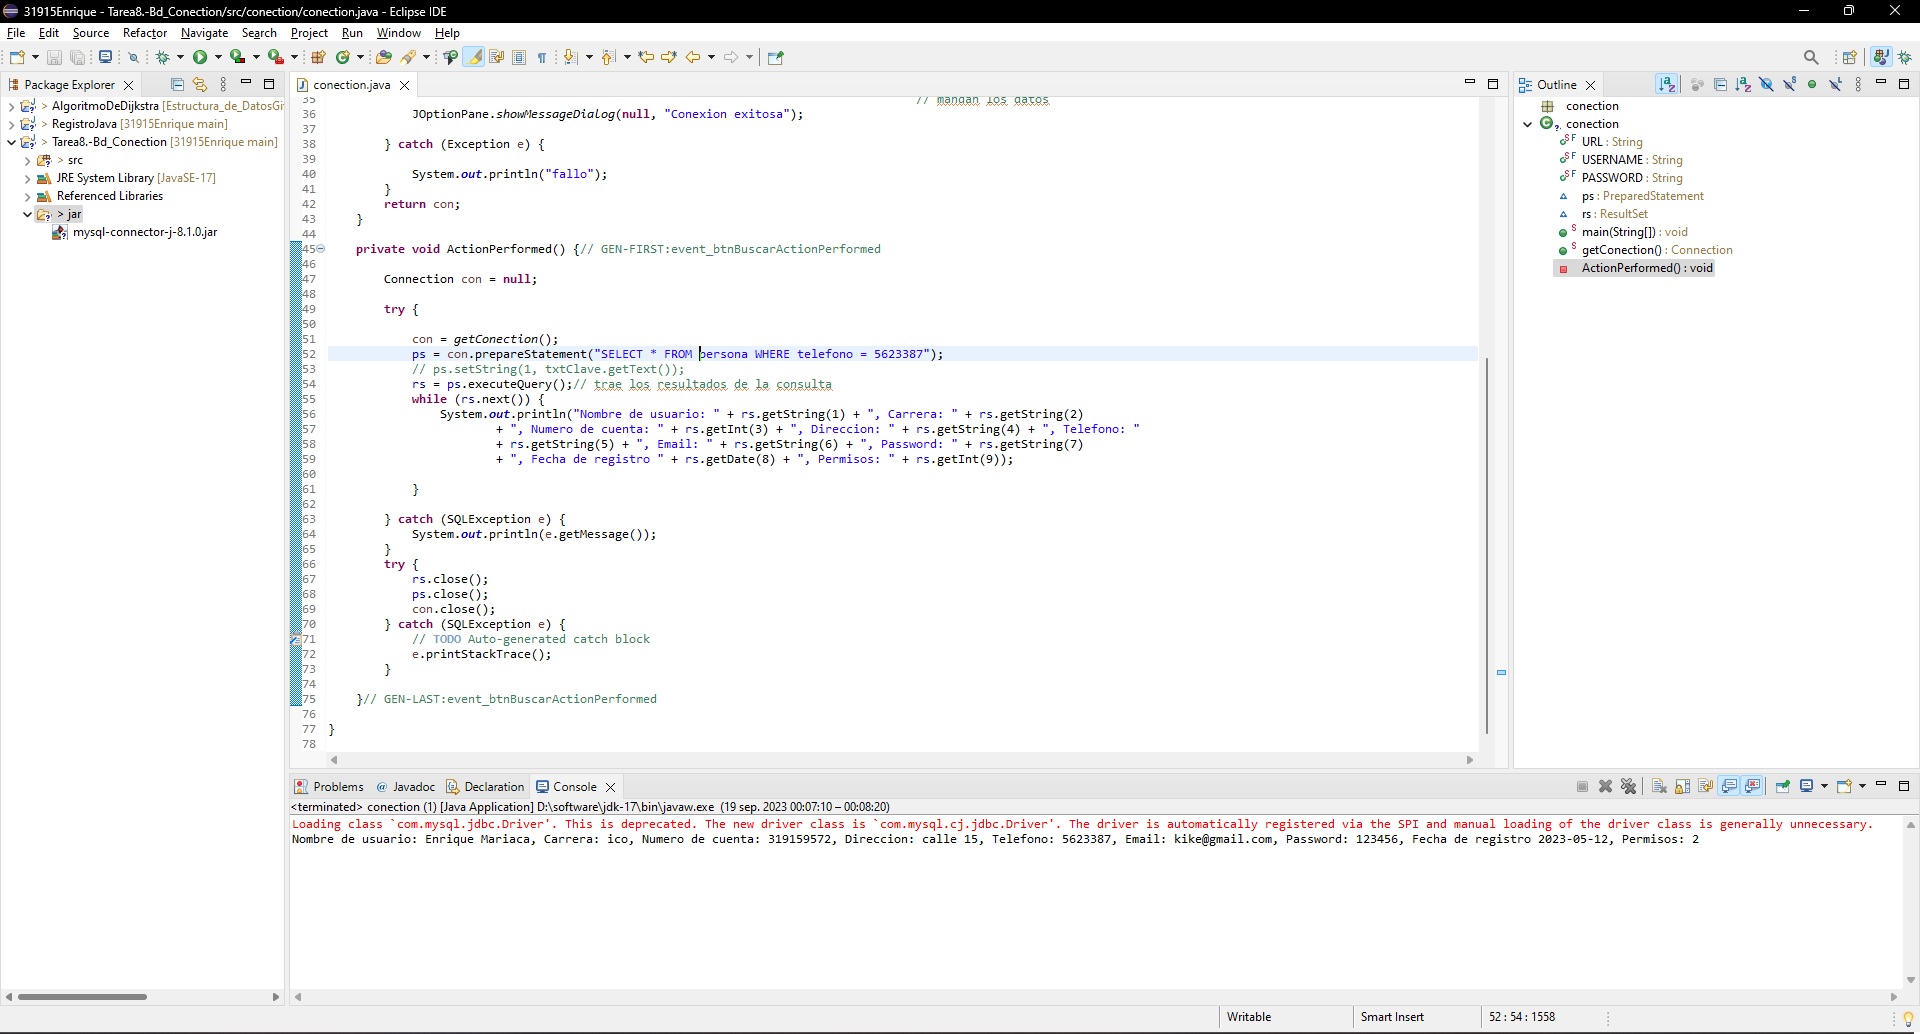 31915Enrique - Tarea8.-Bd_Conection/src/conection/conection.java - Eclipse IDE
File Edit Source Refactor Navigate Search Project Run Window Help
Package Explorer
> AlgoritmoDeDijkstra [Estructura_de_DatosGi
> RegistroJava [31915Enrique main]
> Tarea8.-Bd_Conection [31915Enrique main]
> src
JRE System Library [JavaSE-17]
Referenced Libraries
> jar
mysql-connector-j-8.1.0.jar
conection.java
35 // mandan los datos
36 JOptionPane.showMessageDialog(null, "Conexion exitosa");
37
38 } catch (Exception e) {
39
40 System.out.println("fallo");
41 }
42 return con;
43 }
44
45 private void ActionPerformed() {// GEN-FIRST:event_btnBuscarActionPerformed
46
47 Connection con = null;
48
49 try {
50
51 con = getConection();
52 ps = con.prepareStatement("SELECT * FROM persona WHERE telefono = 5623387");
53 // ps.setString(1, txtClave.getText());
54 rs = ps.executeQuery();// trae los resultados de la consulta
55 while (rs.next()) {
56 System.out.println("Nombre de usuario: " + rs.getString(1) + ", Carrera: " + rs.getString(2)
57 + ", Numero de cuenta: " + rs.getInt(3) + ", Direccion: " + rs.getString(4) + ", Telefono: "
58 + rs.getString(5) + ", Email: " + rs.getString(6) + ", Password: " + rs.getString(7)
59 + ", Fecha de registro " + rs.getDate(8) + ", Permisos: " + rs.getInt(9));
60
61 }
62
63 } catch (SQLException e) {
64 System.out.println(e.getMessage());
65 }
66 try {
67 rs.close();
68 ps.close();
69 con.close();
70 } catch (SQLException e) {
71 // TODO Auto-generated catch block
72 e.printStackTrace();
73 }
74
75 }// GEN-LAST:event_btnBuscarActionPerformed
76
77 }
78
Outline
conection
conection
URL : String
USERNAME : String
PASSWORD : String
ps : PreparedStatement
rs : ResultSet
main(String[]) : void
getConection() : Connection
ActionPerformed() : void
Problems @ Javadoc Declaration Console
<terminated> conection (1) [Java Application] D:\software\jdk-17\bin\javaw.exe (19 sep. 2023 00:07:10 – 00:08:20)
Loading class `com.mysql.jdbc.Driver'. This is deprecated. The new driver class is `com.mysql.cj.jdbc.Driver'. The driver is automatically registered via the SPI and manual loading of the driver class is generally unnecessary.
Nombre de usuario: Enrique Mariaca, Carrera: ico, Numero de cuenta: 319159572, Direccion: calle 15, Telefono: 5623387, Email: kike@gmail.com, Password: 123456, Fecha de registro 2023-05-12, Permisos: 2
Writable Smart Insert 52 : 54 : 1558